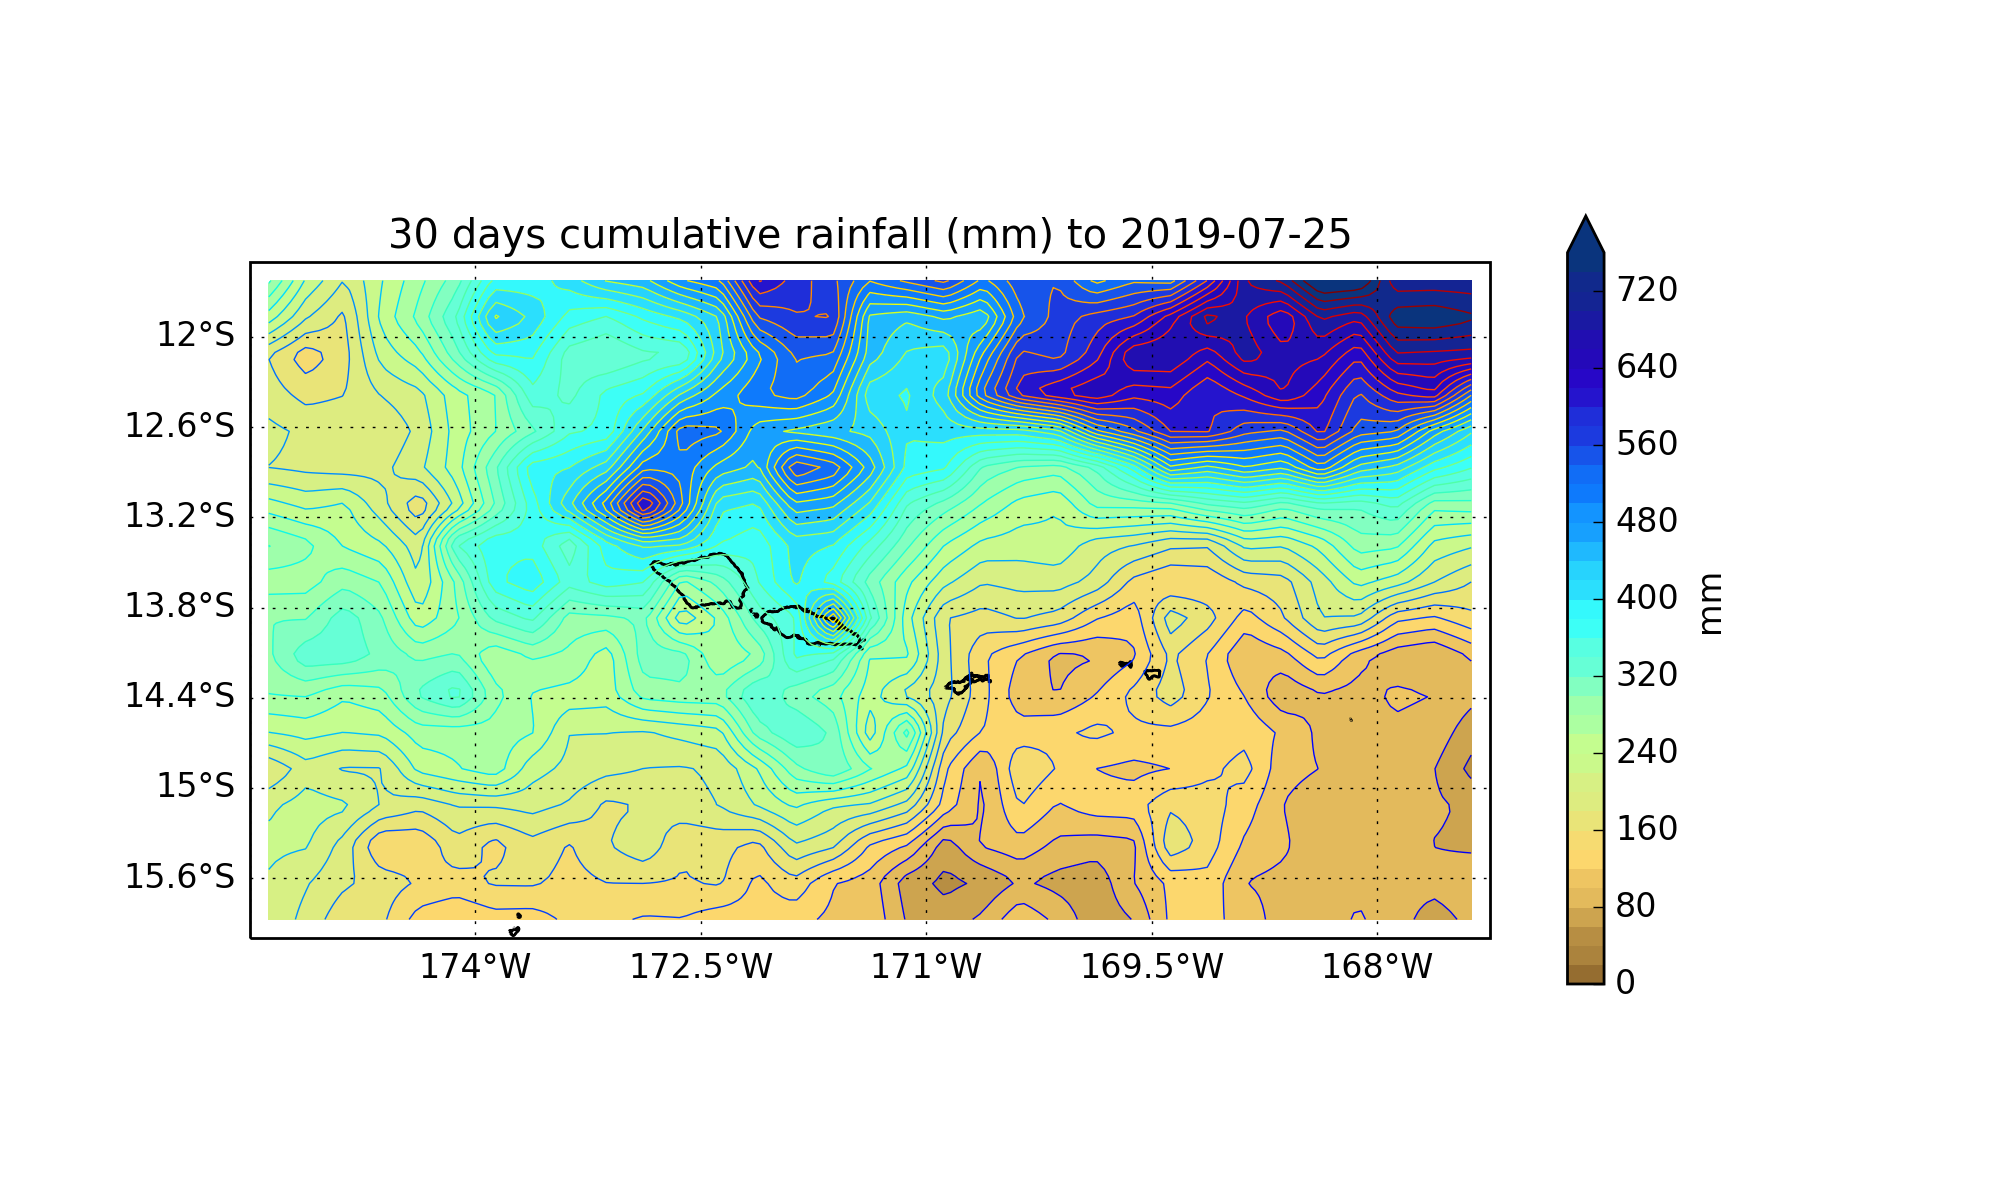 30 days cumulative rainfall (mm) to 2019-07-25
12°S
12.6°S
13.2°S
13.8°S
14.4°S
15°S
15.6°S
174°W
172.5°W
171°W
169.5°W
168°W
720
640
560
480
400
320
240
160
80
0
mm